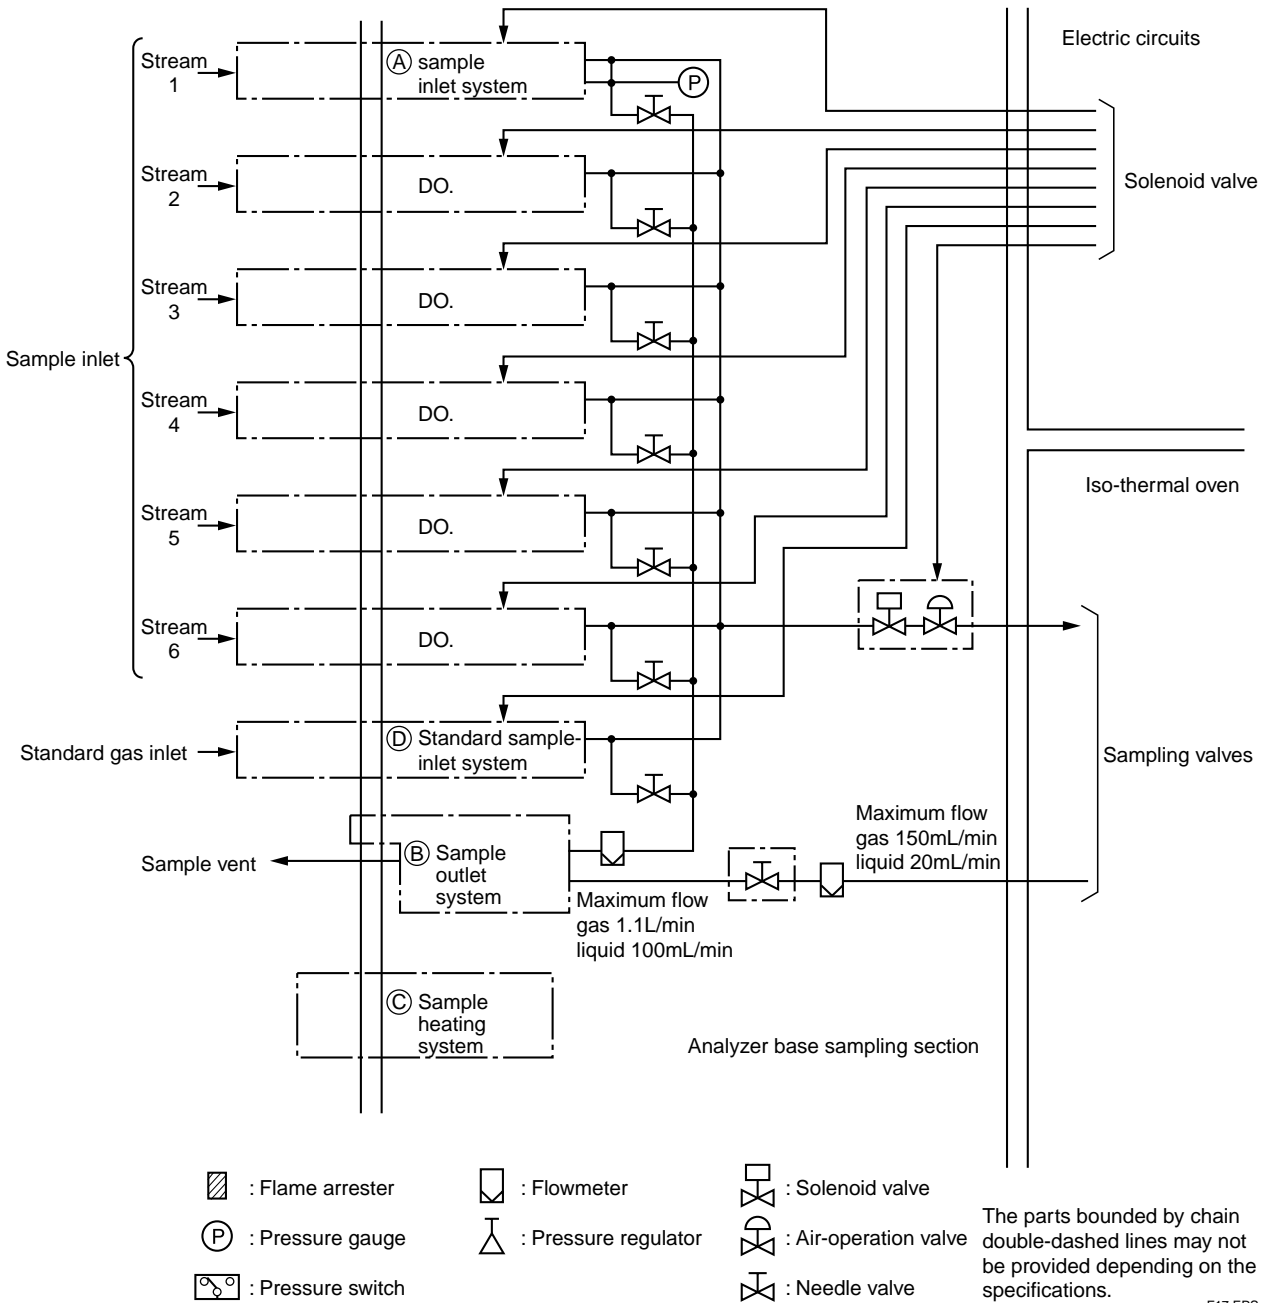 Electric circuits
Sample inlet
Stream
1
Ⓐ sample
inlet system
P
Solenoid valve
Stream
2
DO.
Stream
3
DO.
Stream
4
DO.
Iso-thermal oven
Stream
5
DO.
Stream
6
DO.
Standard gas inlet
Ⓓ Standard sample-
inlet system
Sampling valves
Sample vent
Ⓑ Sample
outlet
system
Maximum flow
gas 150mL/min
liquid 20mL/min
Maximum flow
gas 1.1L/min
liquid 100mL/min
Ⓒ Sample
heating
system
Analyzer base sampling section
: Flame arrester
: Flowmeter
: Solenoid valve
P : Pressure gauge
: Pressure regulator
: Air-operation valve
: Pressure switch
: Needle valve
The parts bounded by chain
double-dashed lines may not
be provided depending on the
specifications.